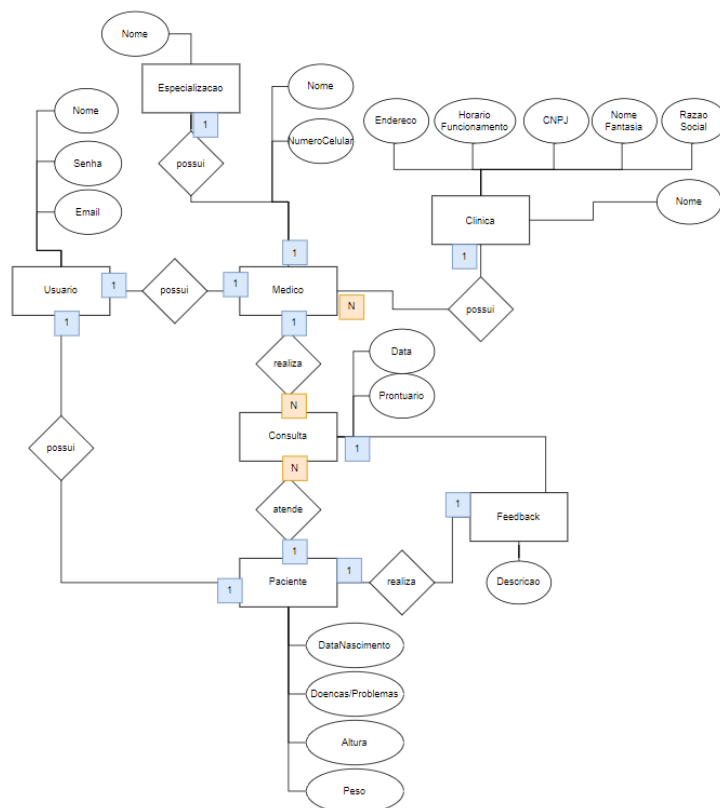 Nome
Especializacao
1
possui
Nome
NumeroCelular
Nome
Senha
Email
Endereco
Horario
Funcionamento
CNPJ
Nome
Fantasia
Razao
Social
Clinica
1
Nome
1
Usuario
1
possui
1
Medico
N
possui
1
1
realiza
N
Data
Prontuario
Consulta
1
N
possui
atende
1
Feedback
1
Paciente
1
1
realiza
Descricao
DataNascimento
Doencas/Problemas
Altura
Peso